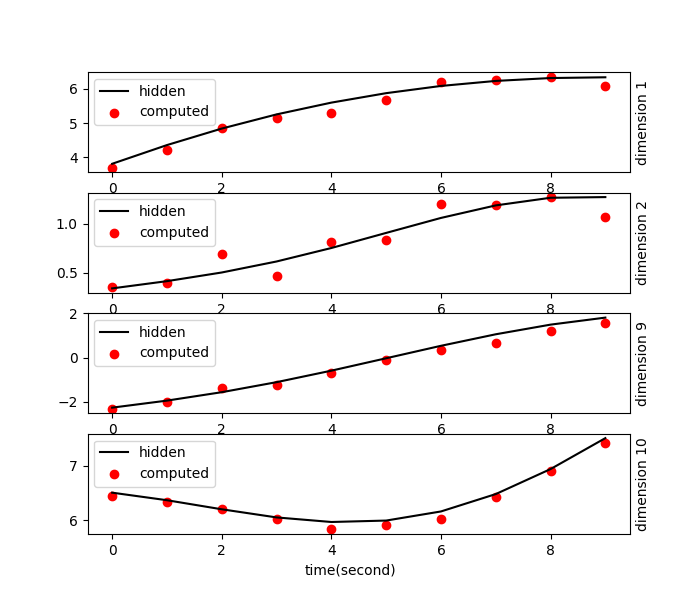 6
hidden
computed
5
4
0 2 4 6 8
dimension 1
hidden
computed
1.0
0.5
0 2 4 6 8
dimension 2
2
hidden
computed
0
−2
0 2 4 6 8
dimension 9
hidden
computed
7
6
0 2 4 6 8
dimension 10
time(second)